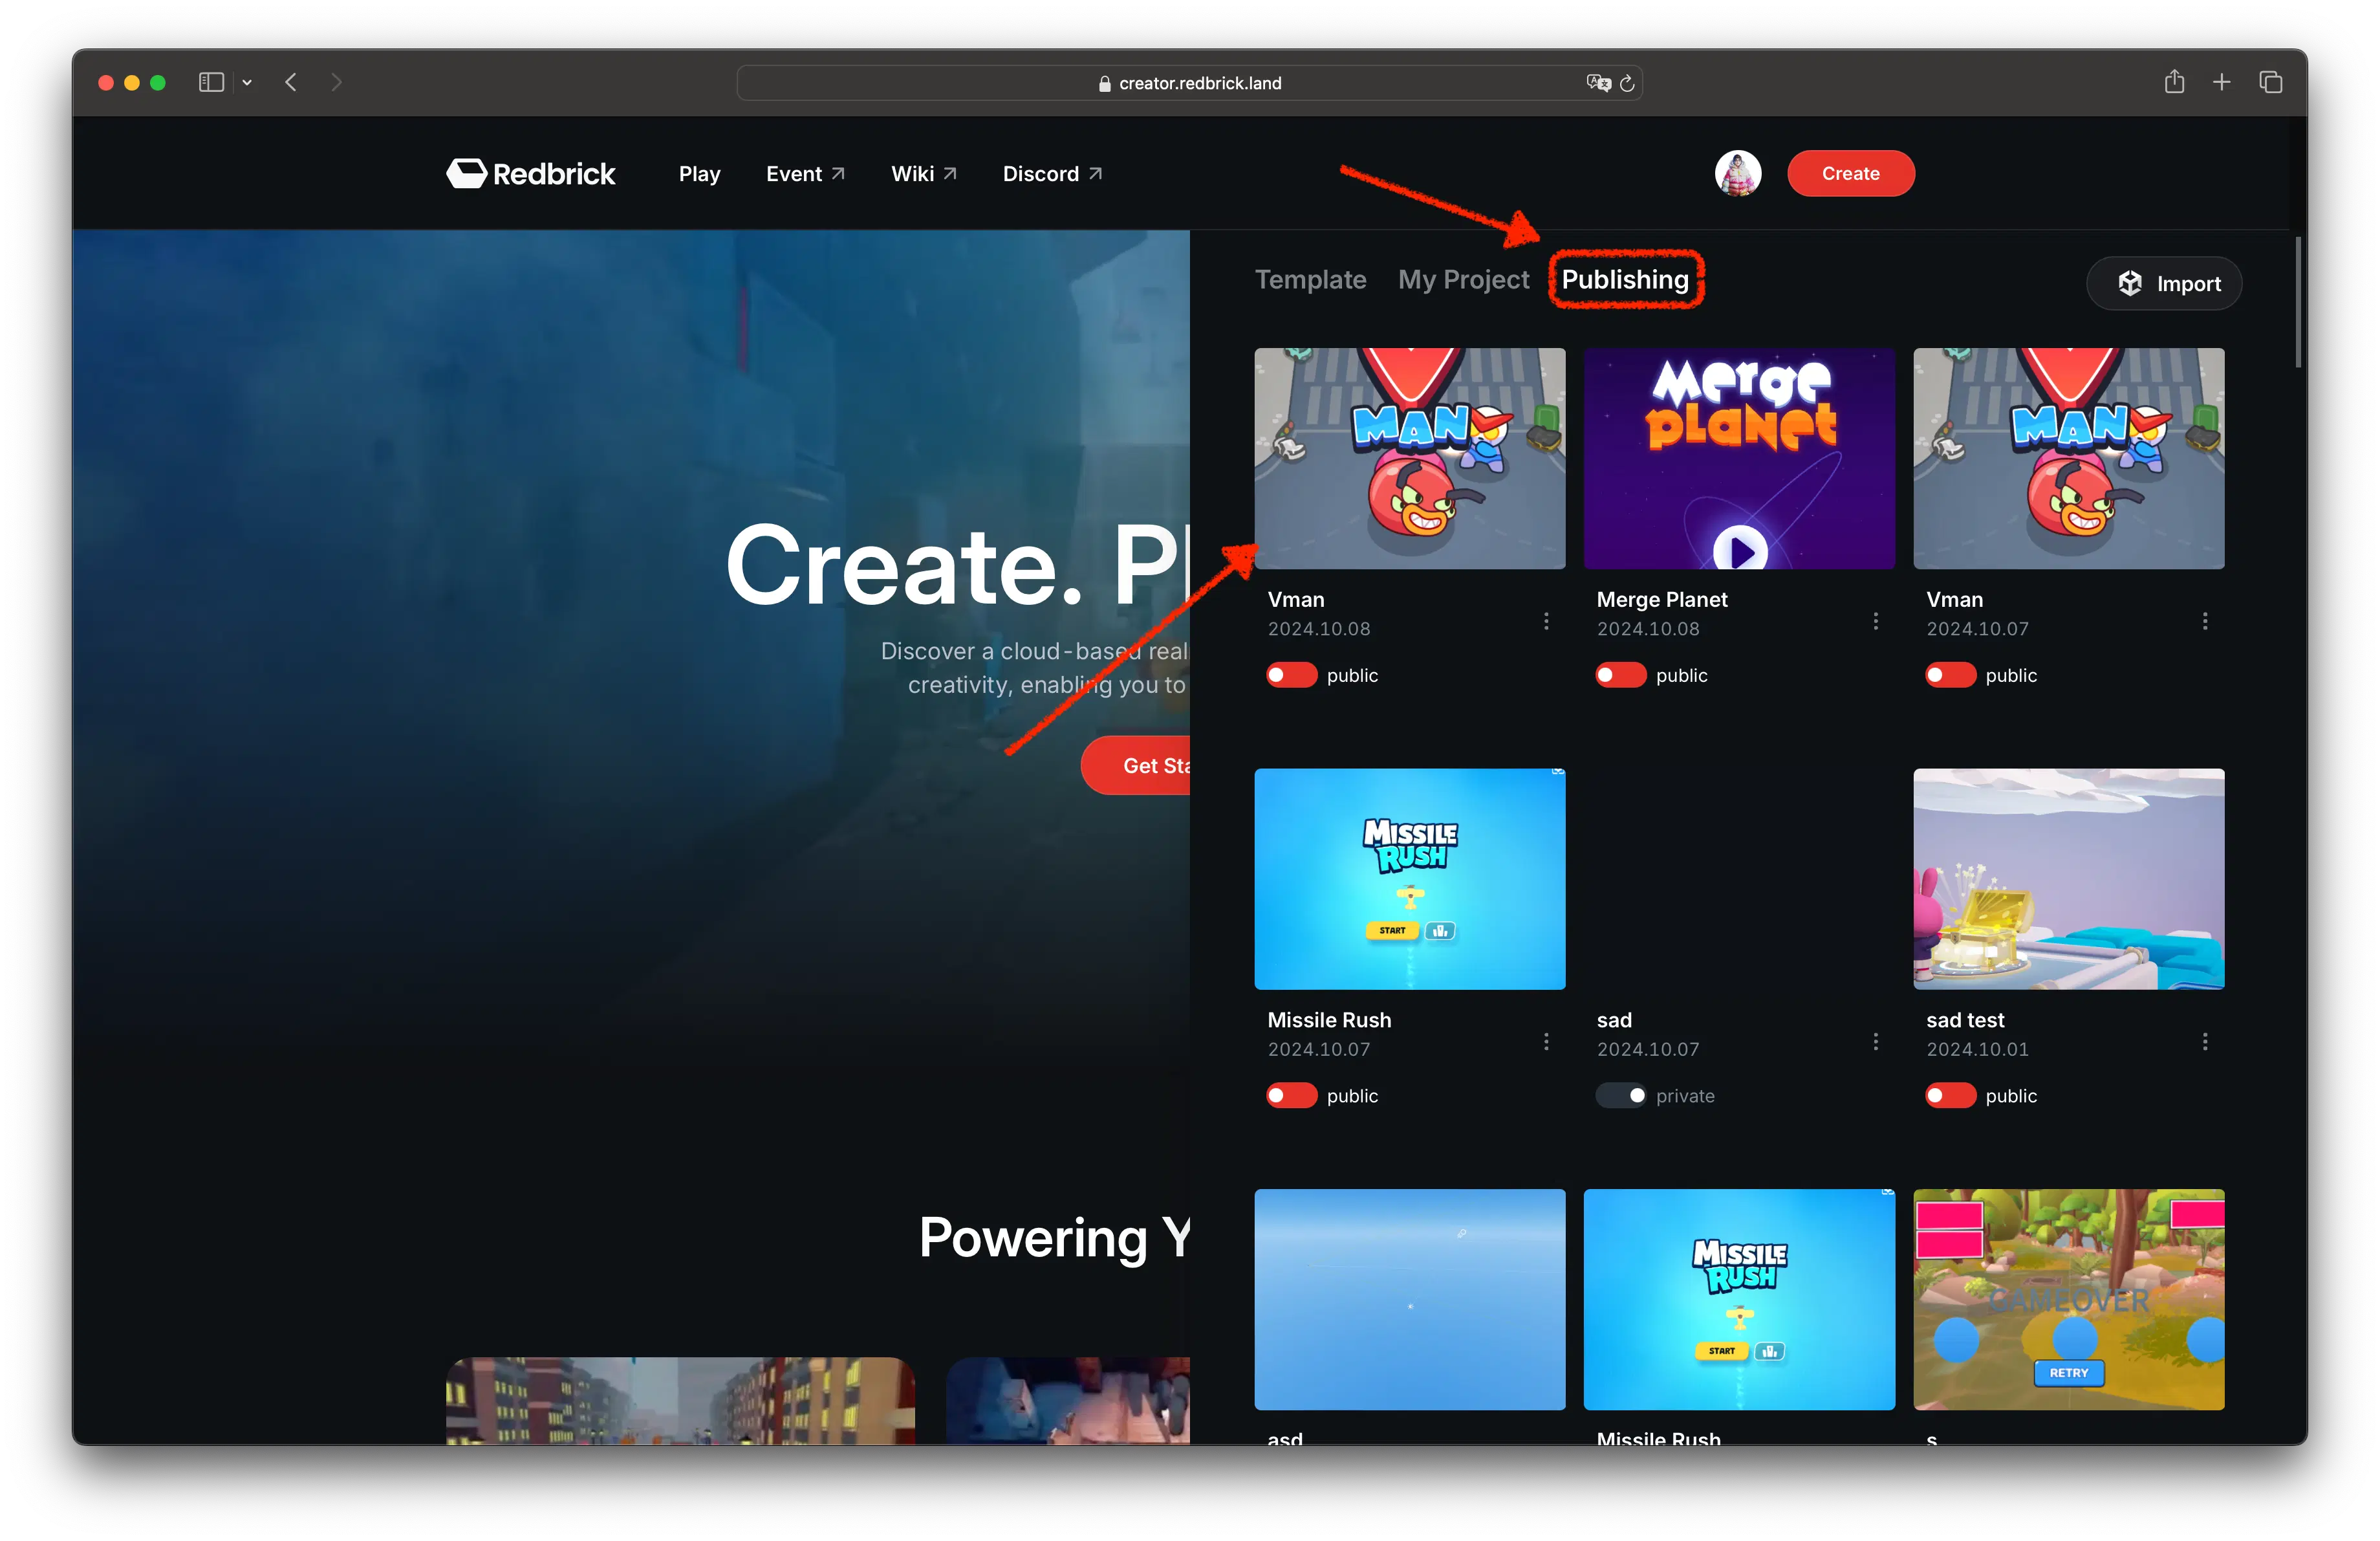 creator.redbrick.land
Redbrick
Play
Event
Wiki
Discord
Create
Template
My Project
Publishing
Import
Create. Pl
Discover a cloud-based real
creativity, enabling you to
Get Sta
MAN
Merge
Planet
MAN
Vman
2024.10.08
public
Merge Planet
2024.10.08
public
Vman
2024.10.07
public
MISSILE
RUSH
START
Missile Rush
2024.10.07
public
sad
2024.10.07
private
sad test
2024.10.01
public
Powering Y
MISSILE
RUSH
START
GAMEOVER
RETRY
asd
Missile Rush
s